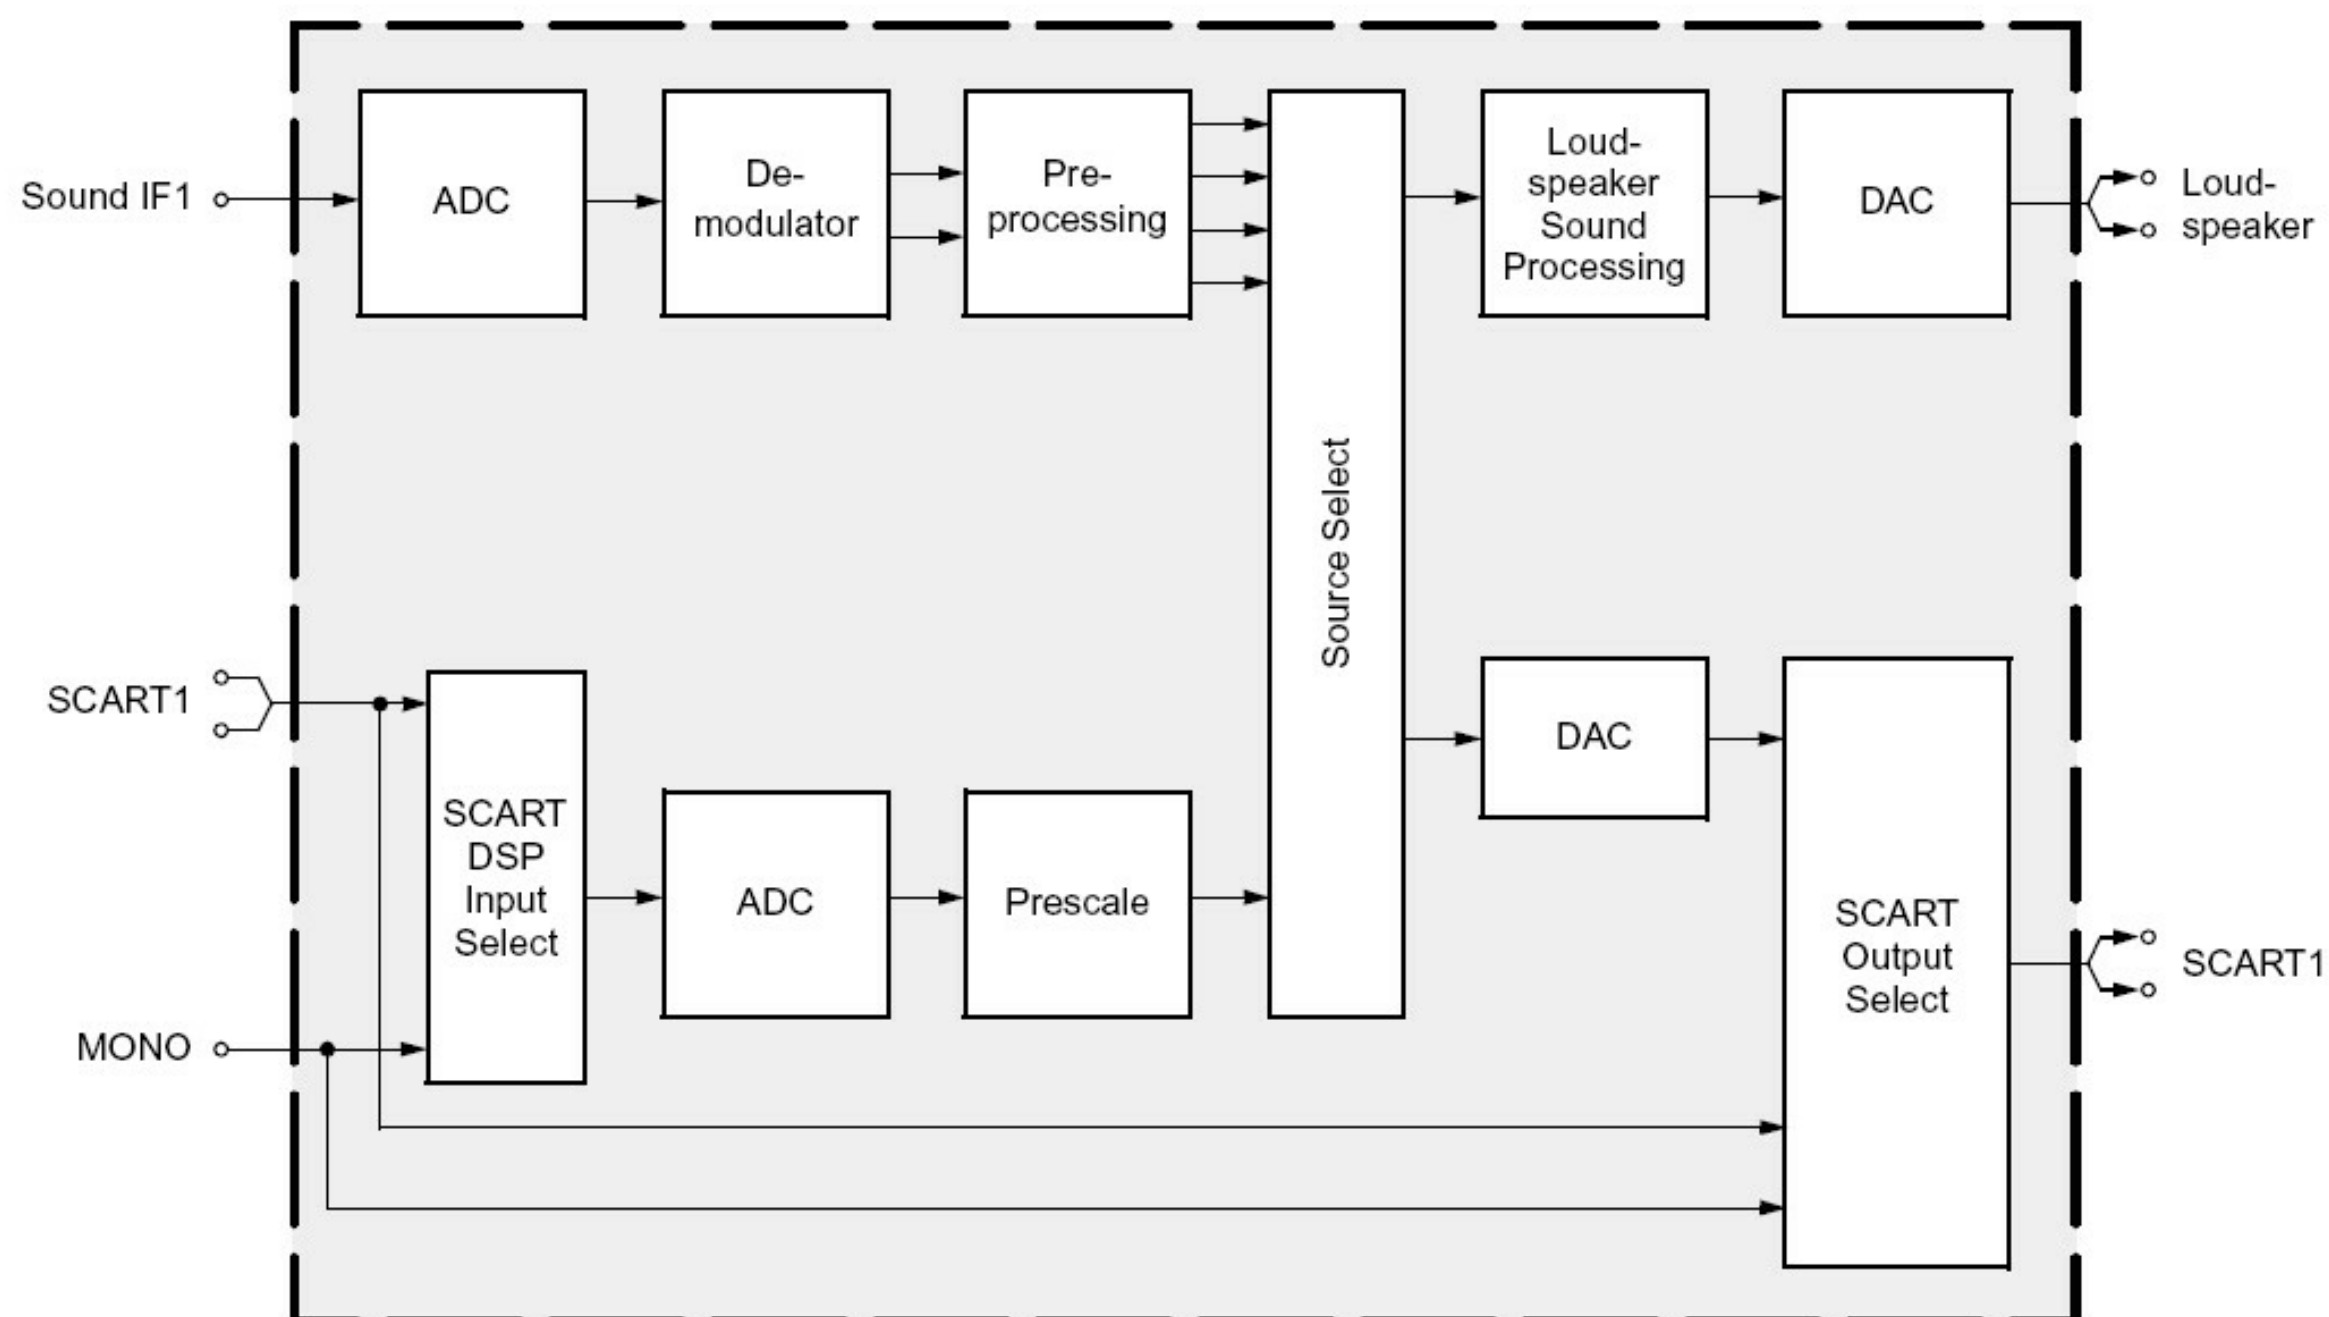 Sound IF1
ADC
De-
modulator
Pre-
processing
Source Select
Loud-
speaker
Sound
Processing
DAC
Loud-
speaker
SCART1
MONO
SCART
DSP
Input
Select
ADC
Prescale
DAC
SCART
Output
Select
SCART1